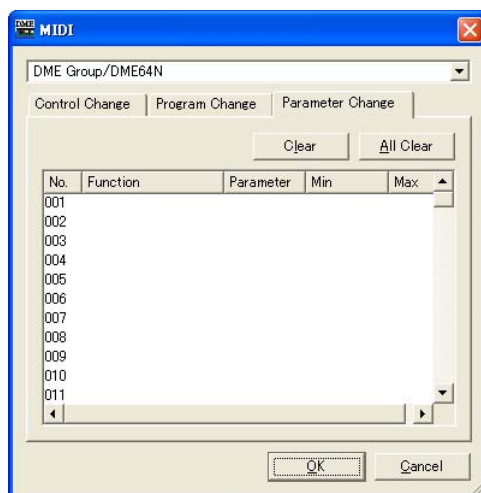 DME MIDI
DME Group/DME64N
Control Change Program Change Parameter Change
Clear All Clear
No. Function Parameter Min Max
001
002
003
004
005
006
007
008
009
010
011
OK Cancel